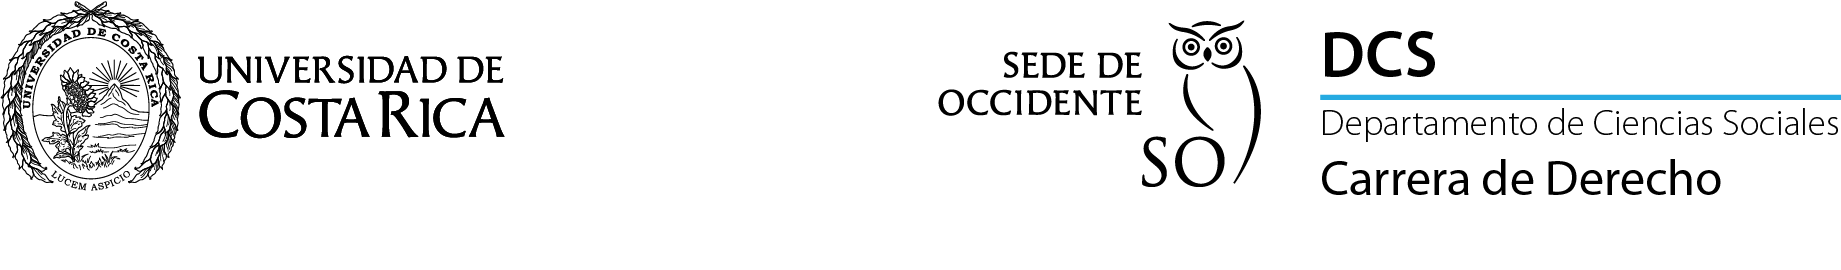 UNIVERSIDAD DE COSTA RICA
LUCEM ASPICIO
UNIVERSIDAD DE
COSTA RICA
SEDE DE
OCCIDENTE
SO
DCS
Departamento de Ciencias Sociales
Carrera de Derecho